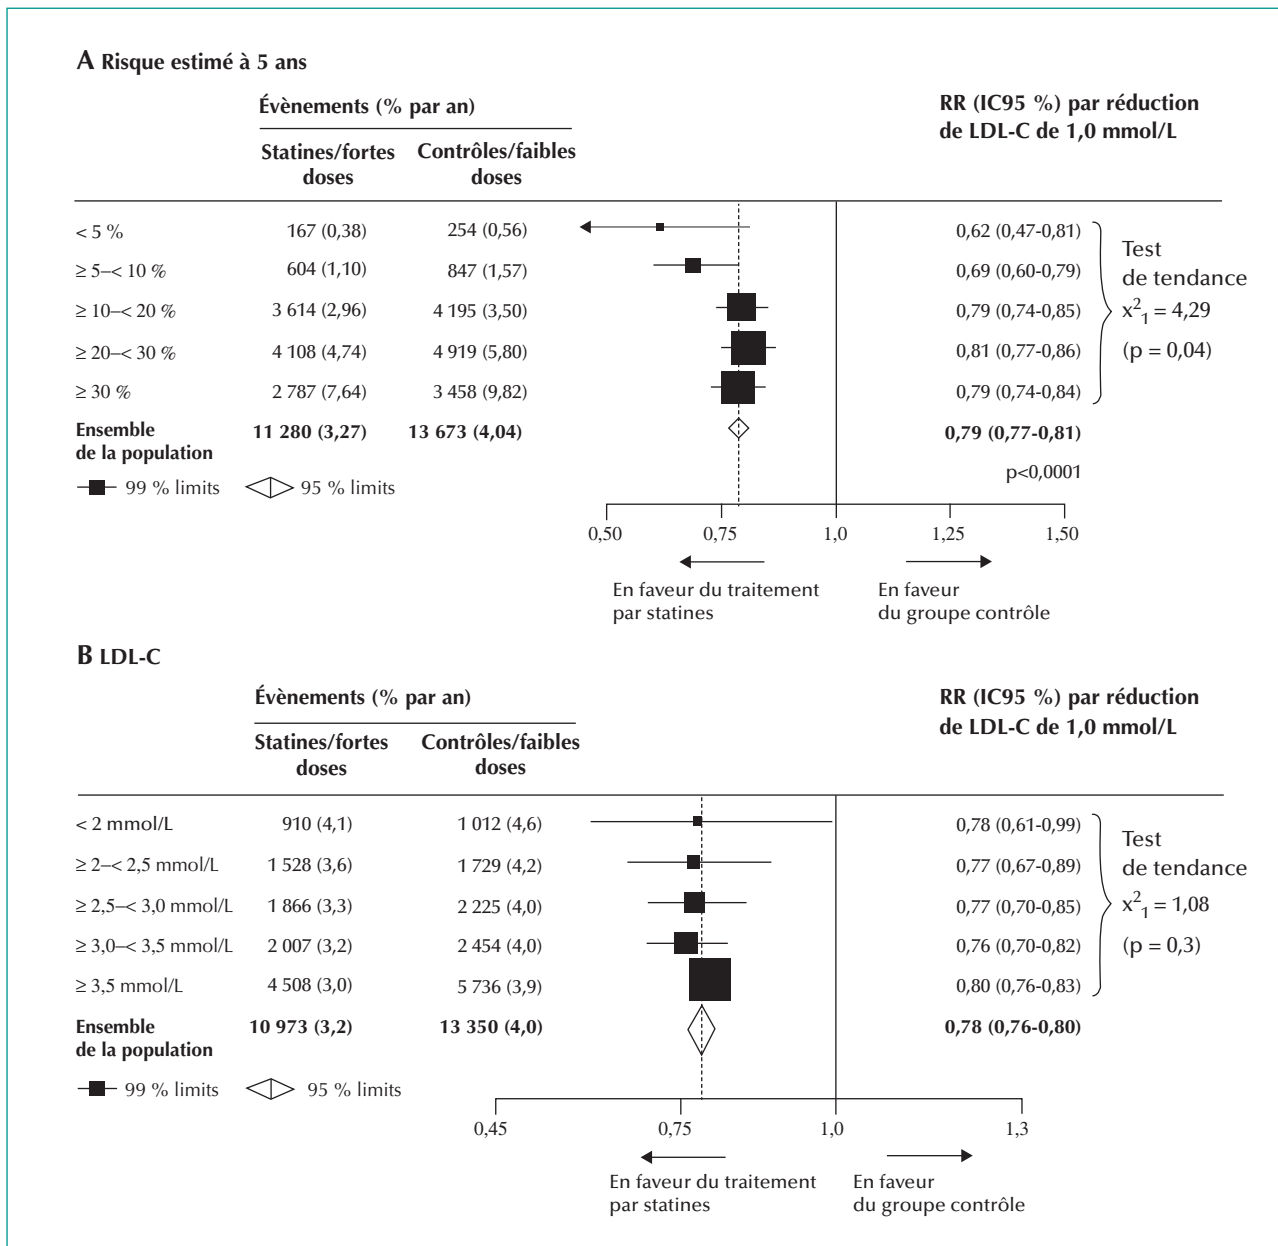 A Risque estimé à 5 ans
Évènements (% par an)
RR (IC95 %) par réduction
de LDL-C de 1,0 mmol/L
Statines/fortes doses
Contrôles/faibles doses
< 5 % 167 (0,38) 254 (0,56) 0,62 (0,47-0,81)
≥ 5–< 10 % 604 (1,10) 847 (1,57) 0,69 (0,60-0,79)
≥ 10–< 20 % 3 614 (2,96) 4 195 (3,50) 0,79 (0,74-0,85)
≥ 20–< 30 % 4 108 (4,74) 4 919 (5,80) 0,81 (0,77-0,86)
≥ 30 % 2 787 (7,64) 3 458 (9,82) 0,79 (0,74-0,84)
Test
de tendance
x²₁ = 4,29
(p = 0,04)
Ensemble
de la population
11 280 (3,27) 13 673 (4,04) 0,79 (0,77-0,81)
p<0,0001
99 % limits 95 % limits
0,50 0,75 1,0 1,25 1,50
En faveur du traitement
par statines
En faveur
du groupe contrôle
B LDL-C
Évènements (% par an)
RR (IC95 %) par réduction
de LDL-C de 1,0 mmol/L
Statines/fortes doses
Contrôles/faibles doses
< 2 mmol/L 910 (4,1) 1 012 (4,6) 0,78 (0,61-0,99)
≥ 2–< 2,5 mmol/L 1 528 (3,6) 1 729 (4,2) 0,77 (0,67-0,89)
≥ 2,5–< 3,0 mmol/L 1 866 (3,3) 2 225 (4,0) 0,77 (0,70-0,85)
≥ 3,0–< 3,5 mmol/L 2 007 (3,2) 2 454 (4,0) 0,76 (0,70-0,82)
≥ 3,5 mmol/L 4 508 (3,0) 5 736 (3,9) 0,80 (0,76-0,83)
Test
de tendance
x²₁ = 1,08
(p = 0,3)
Ensemble
de la population
10 973 (3,2) 13 350 (4,0) 0,78 (0,76-0,80)
99 % limits 95 % limits
0,45 0,75 1,0 1,3
En faveur du traitement
par statines
En faveur
du groupe contrôle